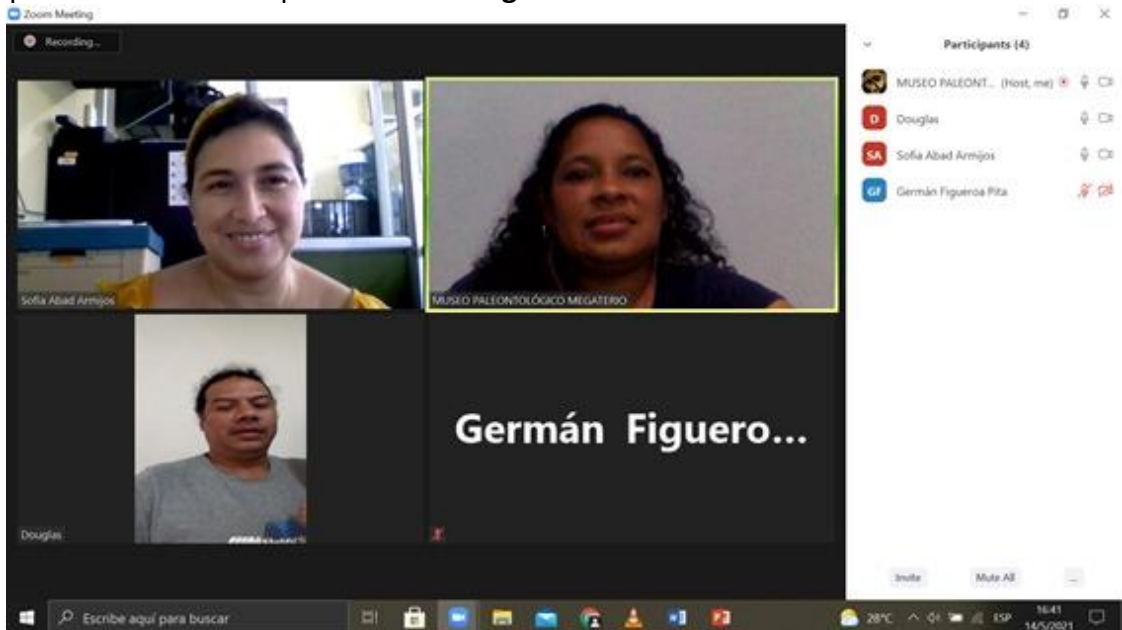 Zoom Meeting
Recording...
Participants (4)
MUSEO PALEONT... (Host, me)
D Douglas
SA Sofia Abad Armijos
GF Germán Figueroa Pita
Sofia Abad Armijos
MUSEO PALEONTOLÓGICO MEGATERIO
Germán Figuero...
Douglas
Invite
Mute All
...
Escribe aquí para buscar
28°C
ESP
16:41
14/5/2021